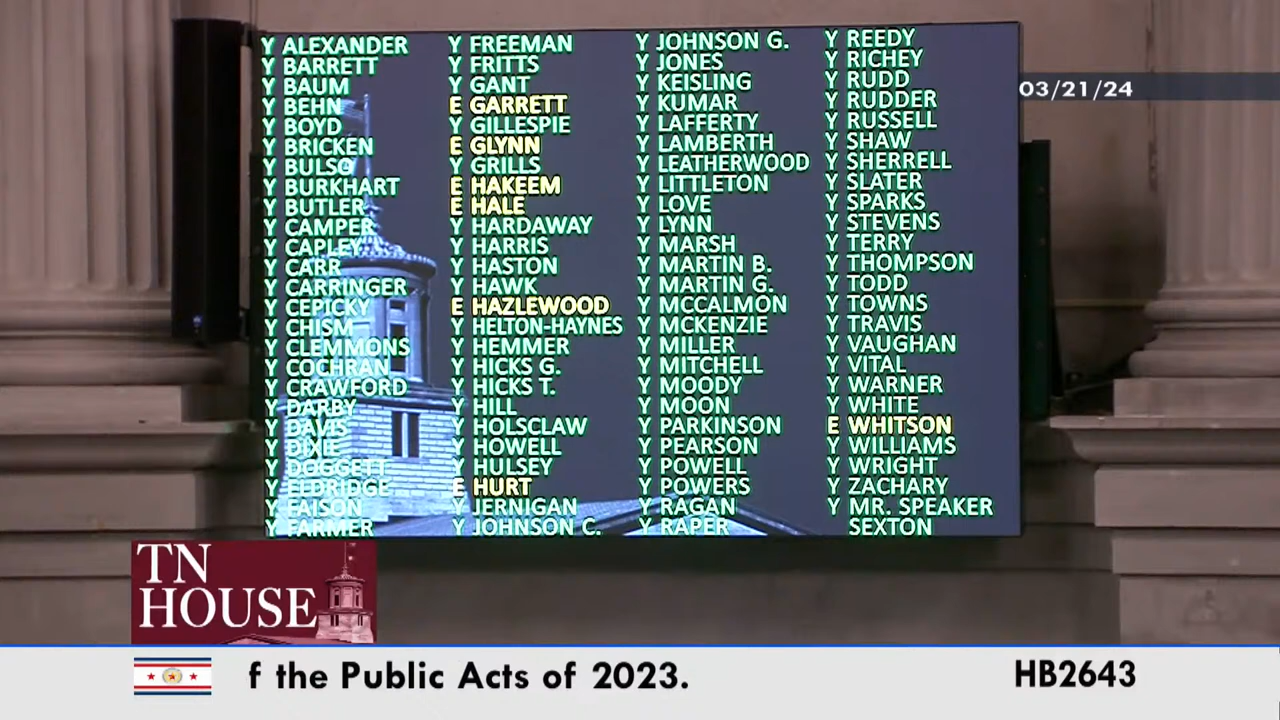 Y ALEXANDER
Y BARRETT
Y BAUM
Y BEHN
Y BOYD
Y BRICKEN
Y BULSO
Y BURKHART
Y BUTLER
Y CAMPER
Y CAPLEY
Y CARR
Y CARRINGER
Y CEPICKY
Y CHISM
Y CLEMMONS
Y COCHRAN
Y CRAWFORD
Y DARBY
Y DAVIS
Y DIXIE
Y DOGGETT
Y ELDRIDGE
Y FAISON
Y FARMER
Y FREEMAN
Y FRITTS
Y GANT
E GARRETT
Y GILLESPIE
E GLYNN
Y GRILLS
E HAKEEM
E HALE
Y HARDAWAY
Y HARRIS
Y HASTON
Y HAWK
E HAZLEWOOD
Y HELTON-HAYNES
Y HEMMER
Y HICKS G.
Y HICKS T.
Y HILL
Y HOLSCLAW
Y HOWELL
Y HULSEY
E HURT
Y JERNIGAN
Y JOHNSON C.
Y JOHNSON G.
Y JONES
Y KEISLING
Y KUMAR
Y LAFFERTY
Y LAMBERTH
Y LEATHERWOOD
Y LITTLETON
Y LOVE
Y LYNN
Y MARSH
Y MARTIN B.
Y MARTIN G.
Y MCCALMON
Y MCKENZIE
Y MILLER
Y MITCHELL
Y MOODY
Y MOON
Y PARKINSON
Y PEARSON
Y POWELL
Y POWERS
Y RAGAN
Y RAPER
Y REEDY
Y RICHEY
Y RUDD
Y RUDDER
Y RUSSELL
Y SHAW
Y SHERRELL
Y SLATER
Y SPARKS
Y STEVENS
Y TERRY
Y THOMPSON
Y TODD
Y TOWNS
Y TRAVIS
Y VAUGHAN
Y VITAL
Y WARNER
Y WHITE
E WHITSON
Y WILLIAMS
Y WRIGHT
Y ZACHARY
Y MR. SPEAKER
SEXTON
03/21/24
TN
HOUSE
f the Public Acts of 2023.
HB2643